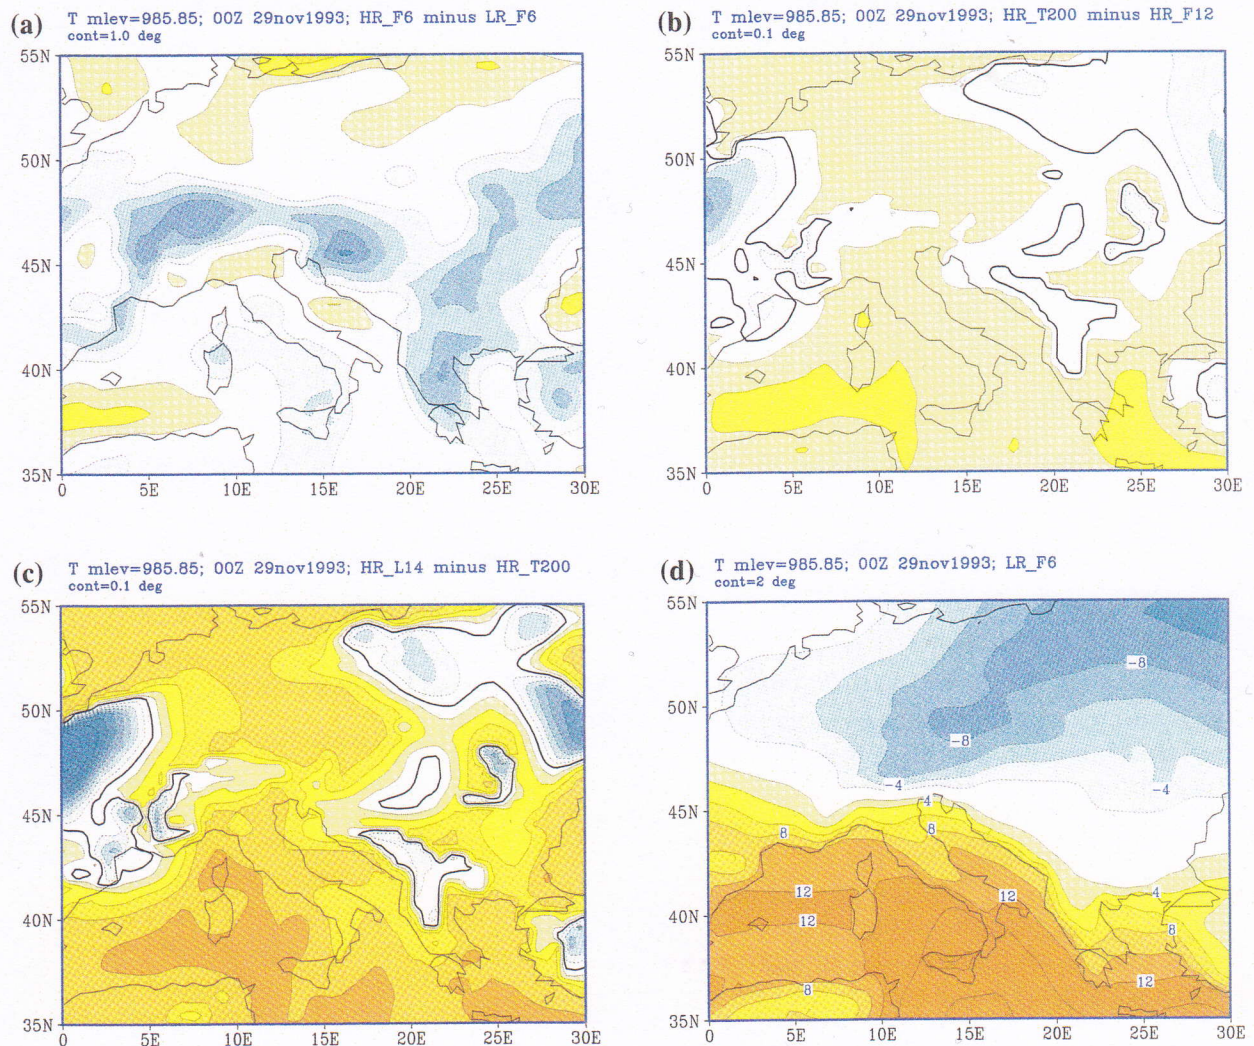 (a)
T mlev=985.85; 00Z 29nov1993; HR_F6 minus LR_F6
cont=1.0 deg
55N
50N
45N
40N
35N
0 5E 10E 15E 20E 25E 30E
(b)
T mlev=985.85; 00Z 29nov1993; HR_T200 minus HR_F12
cont=0.1 deg
55N
50N
45N
40N
35N
0 5E 10E 15E 20E 25E 30E
(c)
T mlev=985.85; 00Z 29nov1993; HR_L14 minus HR_T200
cont=0.1 deg
55N
50N
45N
40N
35N
0 5E 10E 15E 20E 25E 30E
(d)
T mlev=985.85; 00Z 29nov1993; LR_F6
cont=2 deg
55N
-8
50N
-8
-4
-4
4
45N
8
8
12
12
-4
40N
12
8
12
8
35N
0 5E 10E 15E 20E 25E 30E